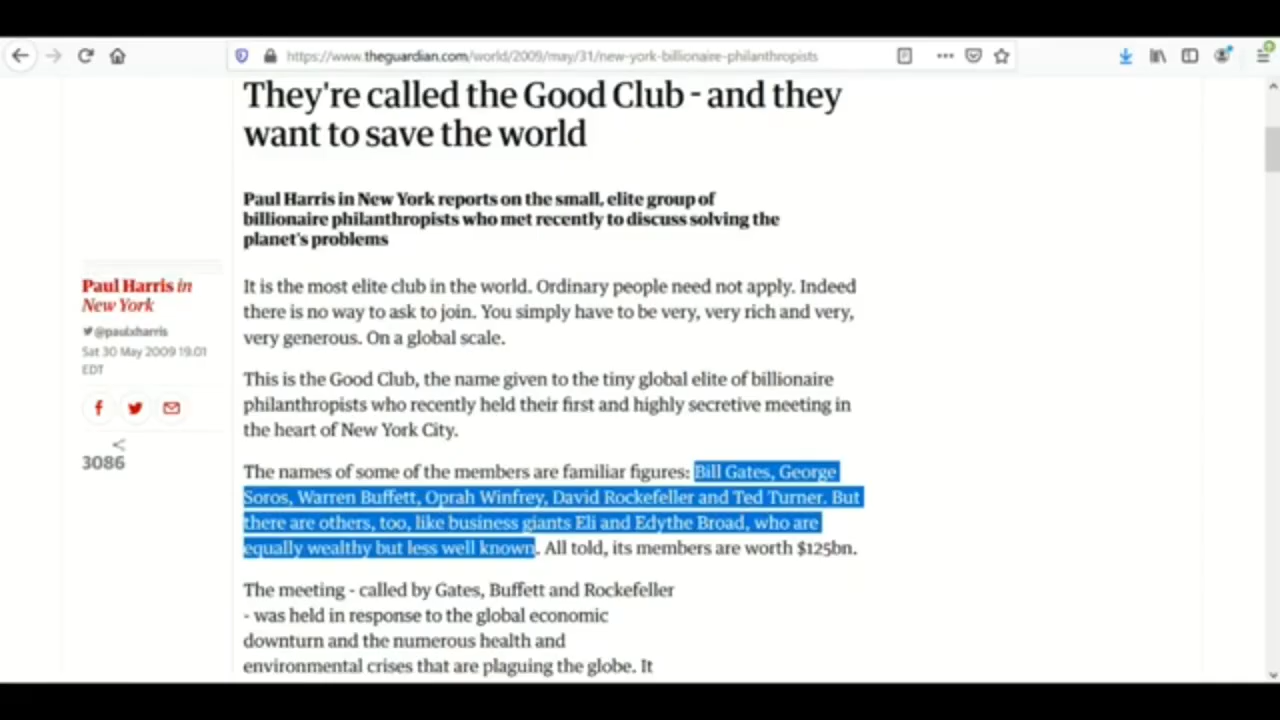 https://www.theguardian.com/world/2009/may/31/new-york-billionaire-philanthropists
They're called the Good Club - and they
want to save the world
Paul Harris in New York reports on the small, elite group of
billionaire philanthropists who met recently to discuss solving the
planet's problems
Paul Harris in
New York
@paulxharris
Sat 30 May 2009 19.01
EDT
3086
It is the most elite club in the world. Ordinary people need not apply. Indeed
there is no way to ask to join. You simply have to be very, very rich and very,
very generous. On a global scale.
This is the Good Club, the name given to the tiny global elite of billionaire
philanthropists who recently held their first and highly secretive meeting in
the heart of New York City.
The names of some of the members are familiar figures: Bill Gates, George
Soros, Warren Buffett, Oprah Winfrey, David Rockefeller and Ted Turner. But
there are others, too, like business giants Eli and Edythe Broad, who are
equally wealthy but less well known. All told, its members are worth $125bn.
The meeting - called by Gates, Buffett and Rockefeller
- was held in response to the global economic
downturn and the numerous health and
environmental crises that are plaguing the globe. It